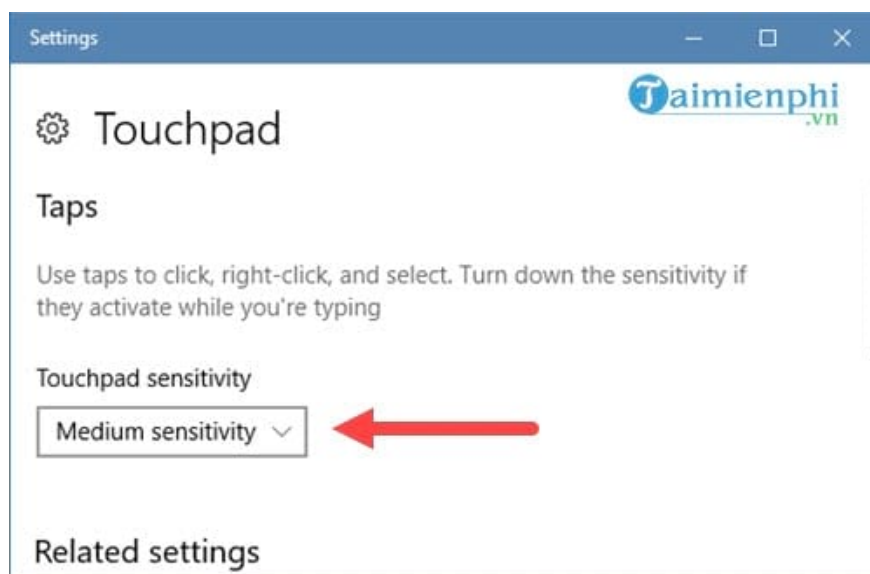 Settings
Taimienphi
.vn
Touchpad
Taps
Use taps to click, right-click, and select. Turn down the sensitivity if
they activate while you're typing
Touchpad sensitivity
Medium sensitivity
Related settings